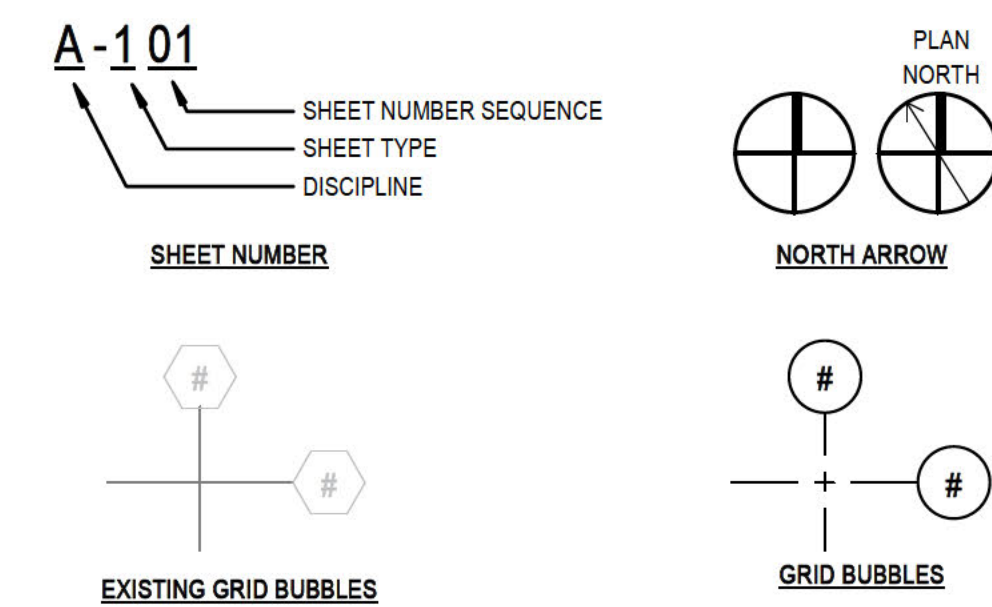 A-101
SHEET NUMBER SEQUENCE
SHEET TYPE
DISCIPLINE
SHEET NUMBER
PLAN
NORTH
NORTH ARROW
#
#
EXISTING GRID BUBBLES
#
#
GRID BUBBLES